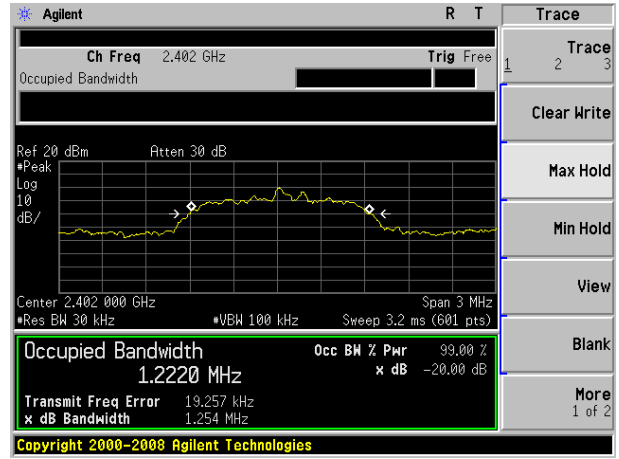 Agilent R T Trace
Ch Freq 2.402 GHz Trig Free
Occupied Bandwidth
Trace
1 2 3
Clear Write
Max Hold
Min Hold
View
Blank
More
1 of 2
Ref 20 dBm Atten 30 dB
#Peak
Log
10
dB/
Center 2.402 000 GHz Span 3 MHz
#Res BW 30 kHz #VBW 100 kHz Sweep 3.2 ms (601 pts)
Occupied Bandwidth Occ BW % Pwr 99.00 %
1.2220 MHz x dB -20.00 dB
Transmit Freq Error 19.257 kHz
x dB Bandwidth 1.254 MHz
Copyright 2000-2008 Agilent Technologies